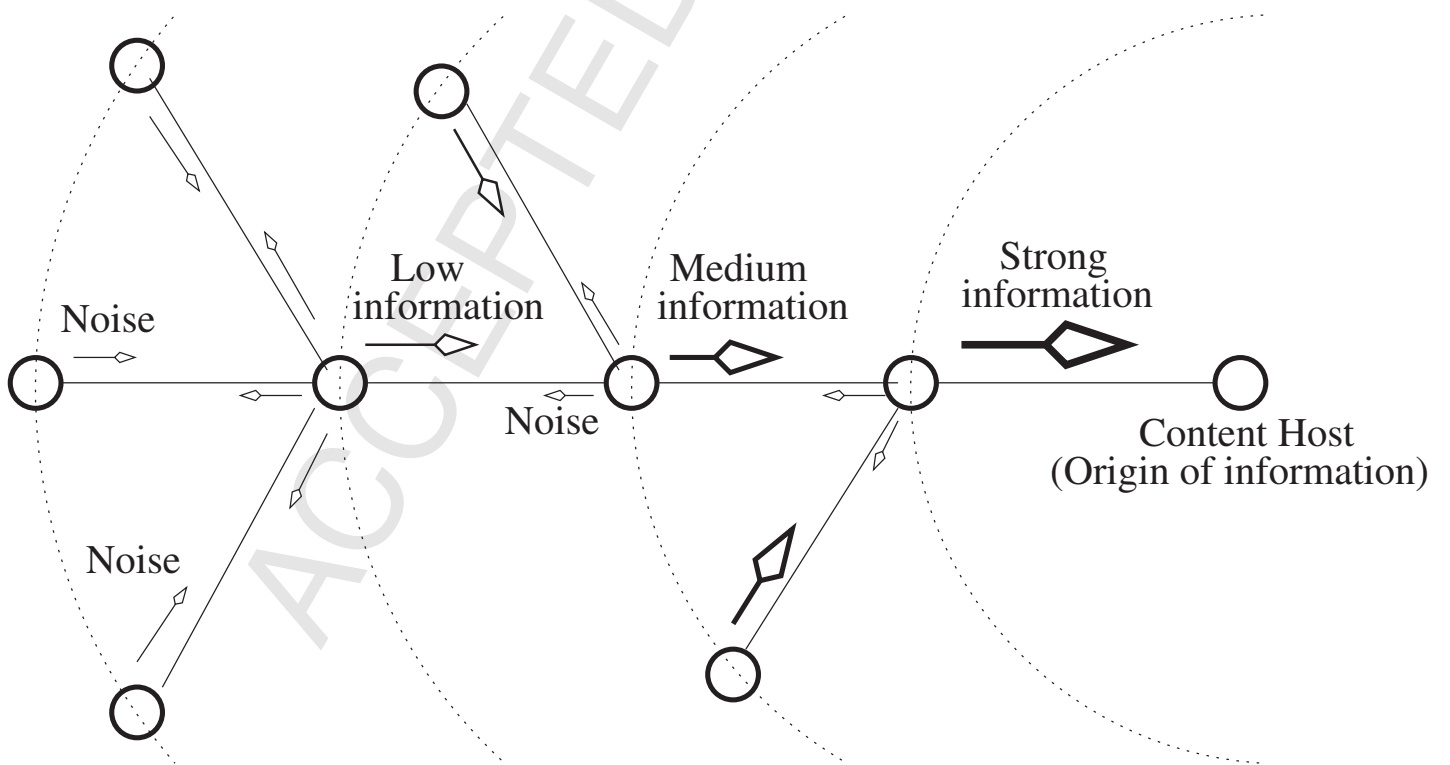 Strong
information
Low
information
Medium
information
Noise
Noise
Content Host
(Origin of information)
Noise
ACCEPTED